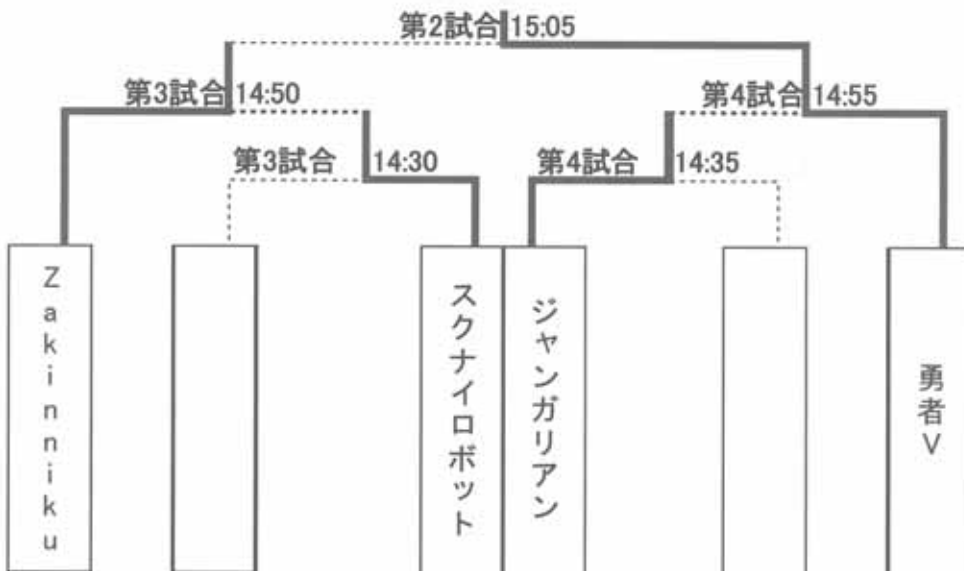 第2試合 15:05
第3試合 14:50
第4試合 14:55
第3試合 14:30
第4試合 14:35
Zakinniku
スクナイロボット
ジャンガリアン
勇者V